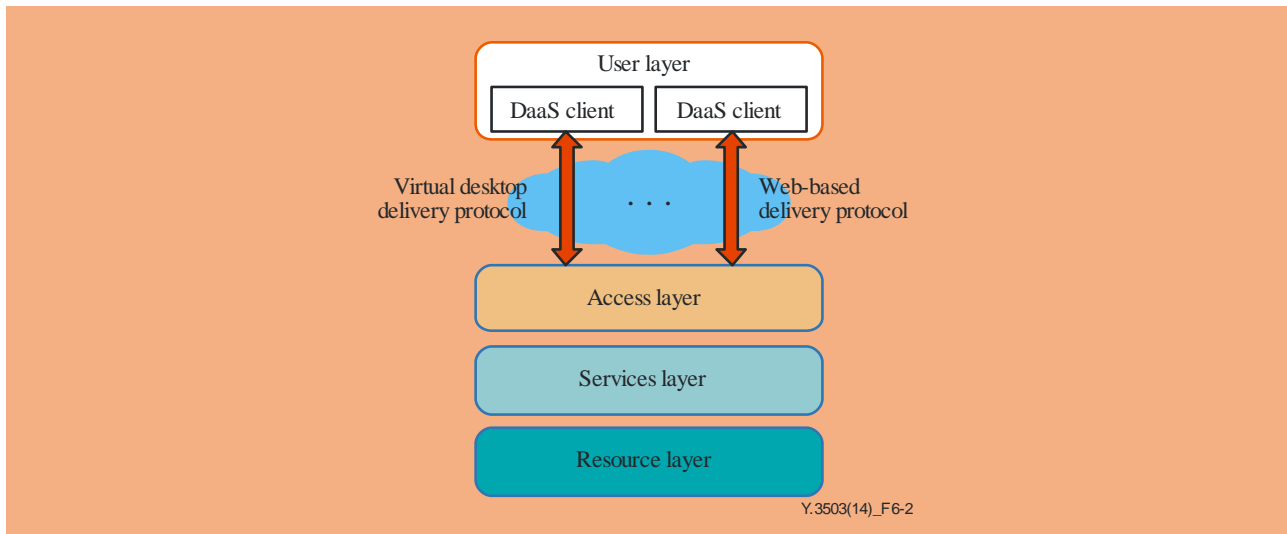 User layer
DaaS client
DaaS client
Virtual desktop
delivery protocol
. . .
Web-based
delivery protocol
Access layer
Services layer
Resource layer
Y.3503(14)_F6-2